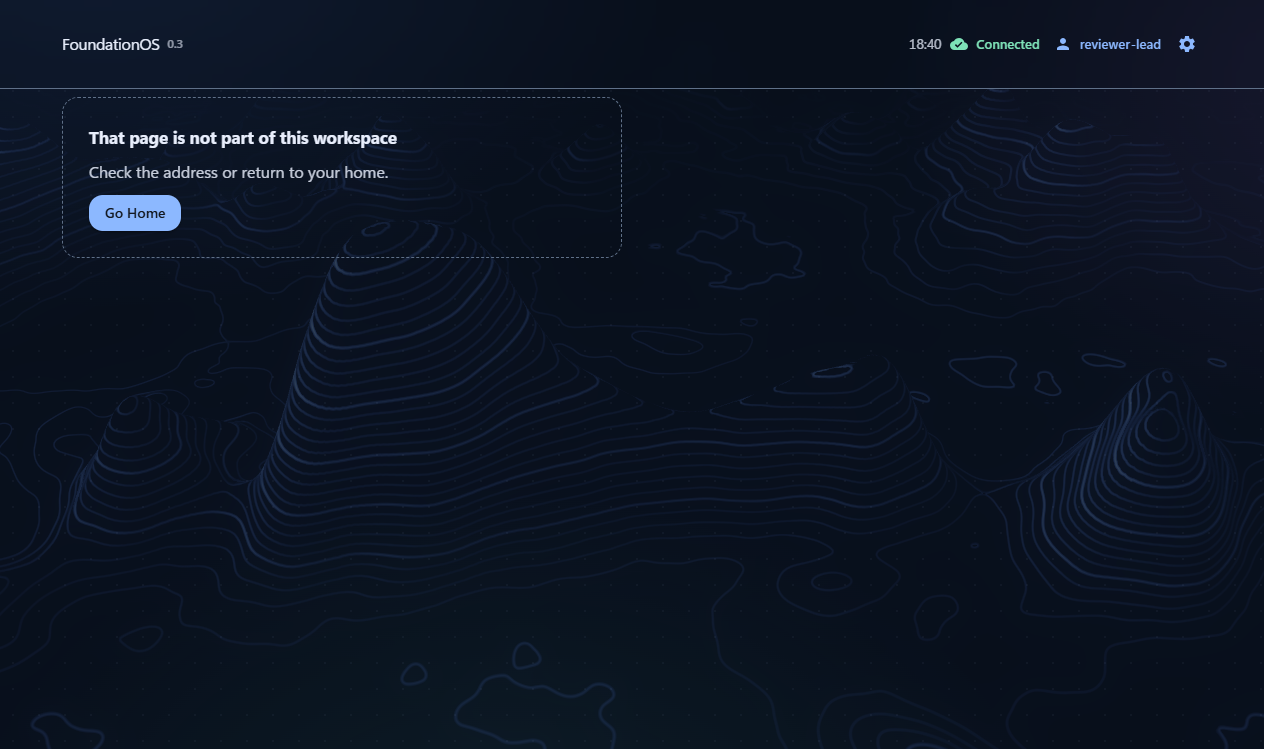 FoundationOS 0.3
18:40 Connected reviewer-lead
That page is not part of this workspace
Check the address or return to your home.
Go Home